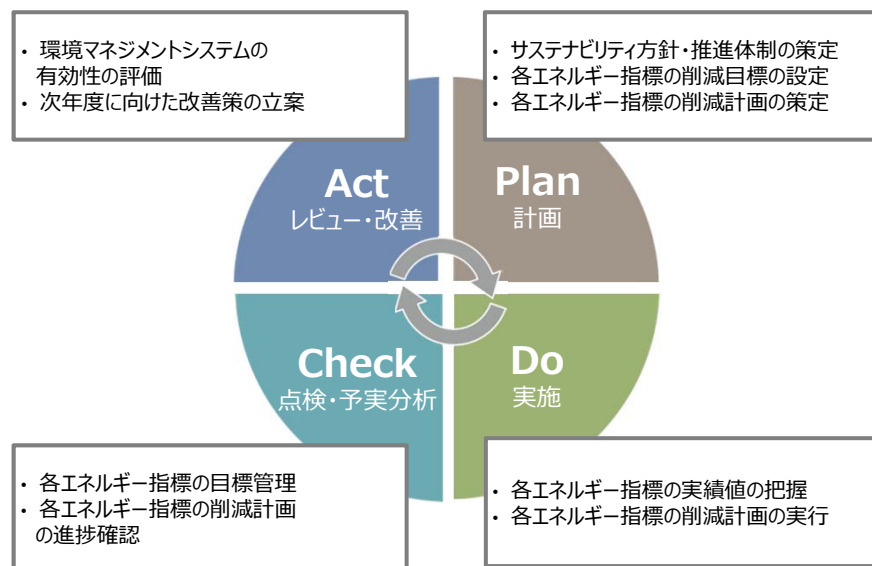 ・ 環境マネジメントシステムの
有効性の評価
・ 次年度に向けた改善策の立案
・ サステナビリティ方針・推進体制の策定
・ 各エネルギー指標の削減目標の設定
・ 各エネルギー指標の削減計画の策定
Act
レビュー・改善
Plan
計画
Check
点検・予実分析
Do
実施
・ 各エネルギー指標の目標管理
・ 各エネルギー指標の削減計画
の進捗確認
・ 各エネルギー指標の実績値の把握
・ 各エネルギー指標の削減計画の実行